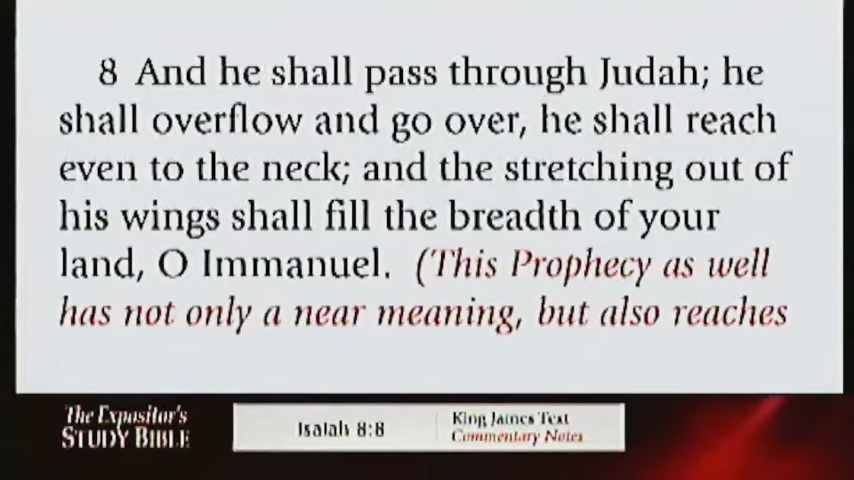 8 And he shall pass through Judah; he
shall overflow and go over, he shall reach
even to the neck; and the stretching out of
his wings shall fill the breadth of your
land, O Immanuel. (This Prophecy as well
has not only a near meaning, but also reaches
The Expositor's
STUDY BIBLE
Isaiah 8:8
King James Text
Commentary Notes